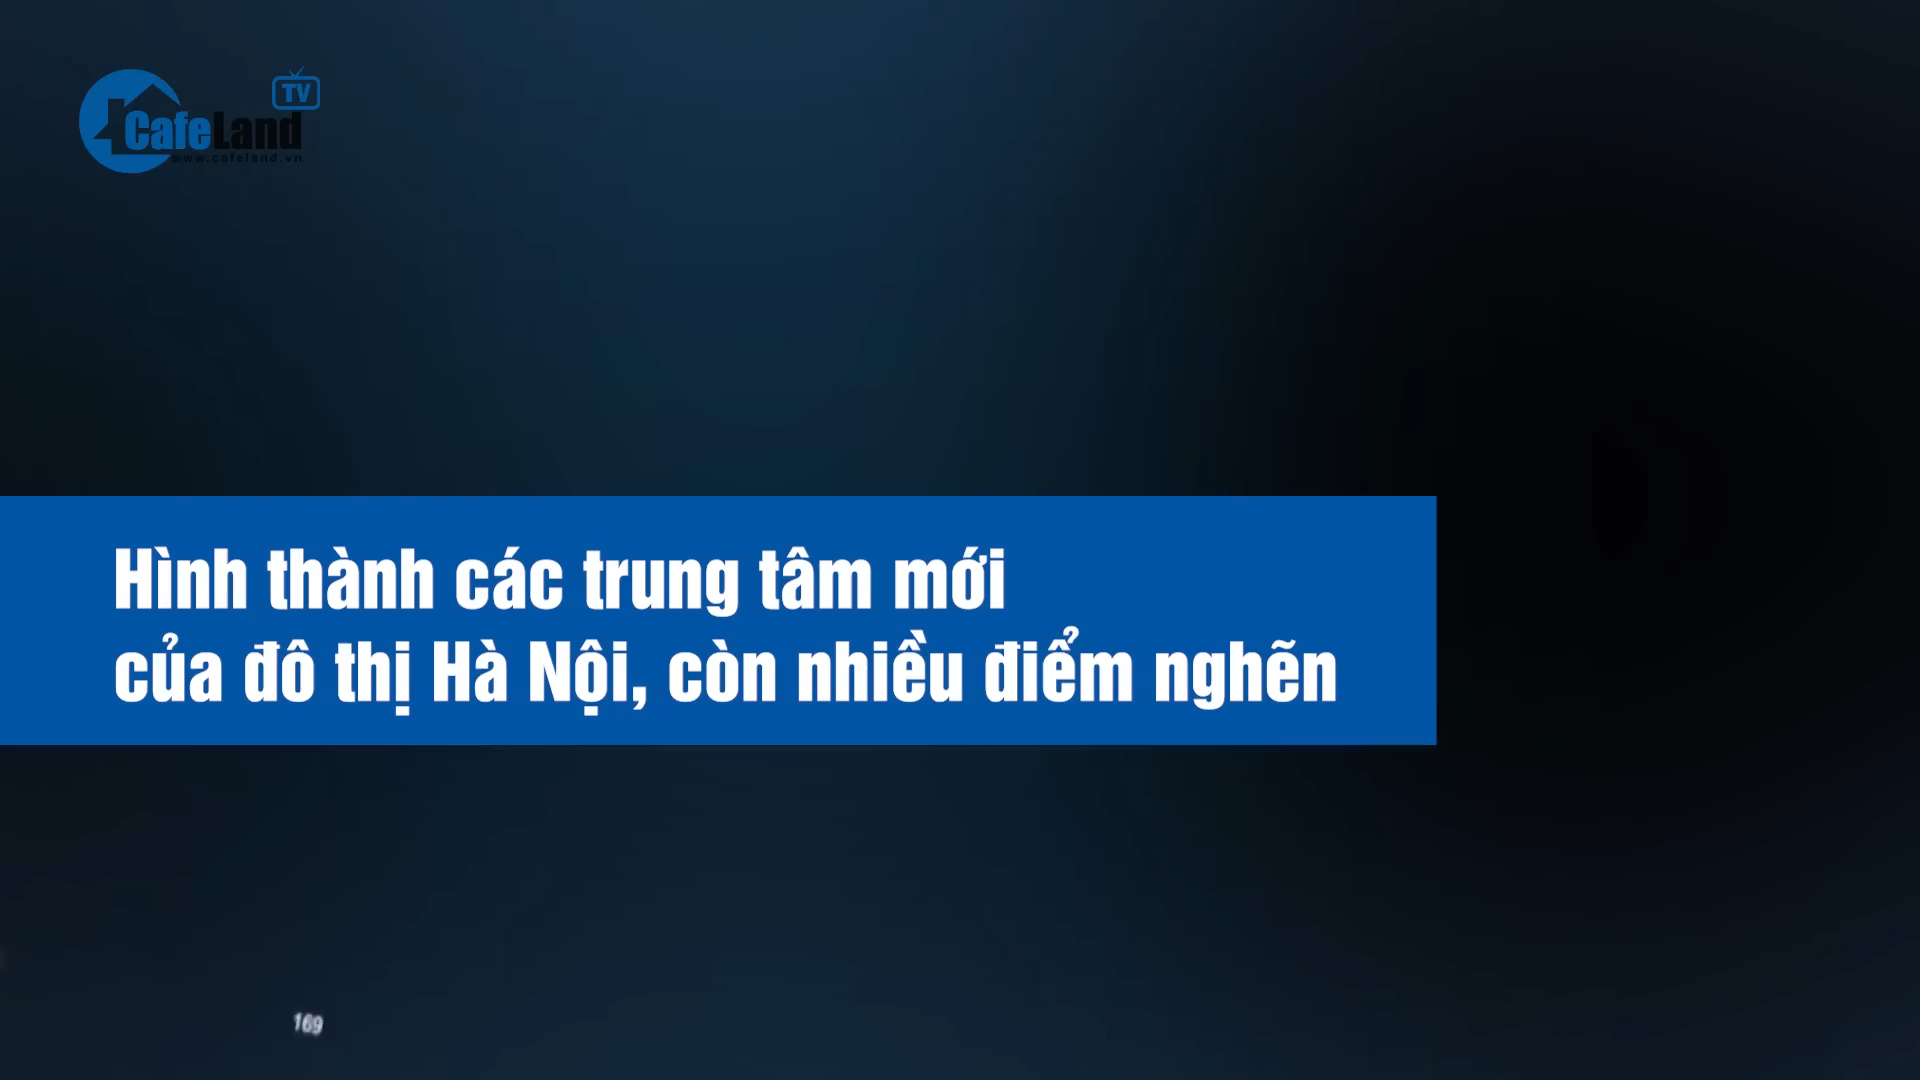 TV
CafeLand
www.cafeland.vn
Hình thành các trung tâm mới
của đô thị Hà Nội, còn nhiều điểm nghẽn
169